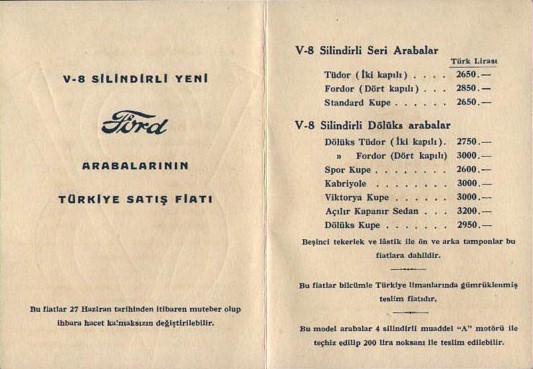 V-8 SİLİNDİRLİ YENİ
Ford
ARABALARININ
TÜRKİYE SATIŞ FİATI
Bu fiatlar 27 Haziran tarihinden itibaren muteber olup
ihbara hacet kalmaksızın değiştirilebilir.
V-8 Silindirli Seri Arabalar
Türk Lirası
Tüdor ( İki kapılı ) . . . . 2650.—
Fordor (Dört kapılı) . . . 2850.—
Standard Kupe . . . . . . 2650.—
V-8 Silindirli Dölüks arabalar
Dölüks Tüdor ( İki kapılı). 2750.—
» Fordor (Dört kapılı) 3000.—
Spor Kupe . . . . . . . . 2600.—
Kabriyole . . . . . . . . 3000.—
Viktorya Kupe . . . . . . 3000.—
Açılır Kapanır Sedan . . . 3200.—
Dölüks Kupe . . . . . . . 2950.—
Beşinci tekerlek ve lâstik ile ön ve arka tamponlar bu
fiatlara dahildir.
Bu fiatlar bilcümle Türkiye limanlarında gümrüklenmiş
teslim fiatıdır.
Bu model arabalar 4 silindirli muaddel "A" motörü ile
teçhiz edilip 200 lira noksanı ile teslim edilebilir.